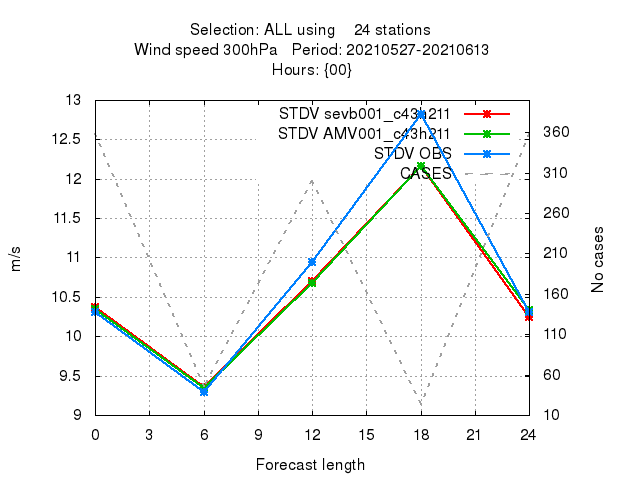 Selection: ALL using 24 stations
Wind speed 300hPa Period: 20210527-20210613
Hours: {00}
STDV sevb001_c43h211
STDV AMV001_c43h211
STDV OBS
CASES
13
12.5
12
11.5
11
10.5
10
9.5
9
360
310
260
210
160
110
60
10
0 3 6 9 12 15 18 21 24
m/s
No cases
Forecast length